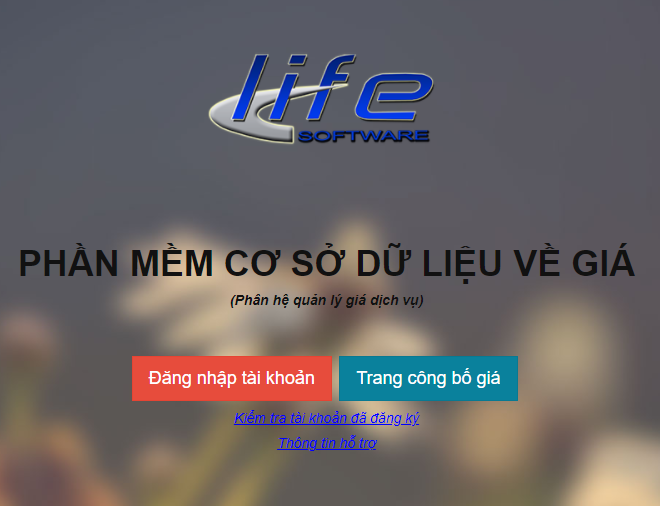 life
SOFTWARE
PHẦN MỀM CƠ SỞ DỮ LIỆU VỀ GIÁ
(Phân hệ quản lý giá dịch vụ)
Đăng nhập tài khoản Trang công bố giá
Kiểm tra tài khoản đã đăng ký
Thông tin hỗ trợ